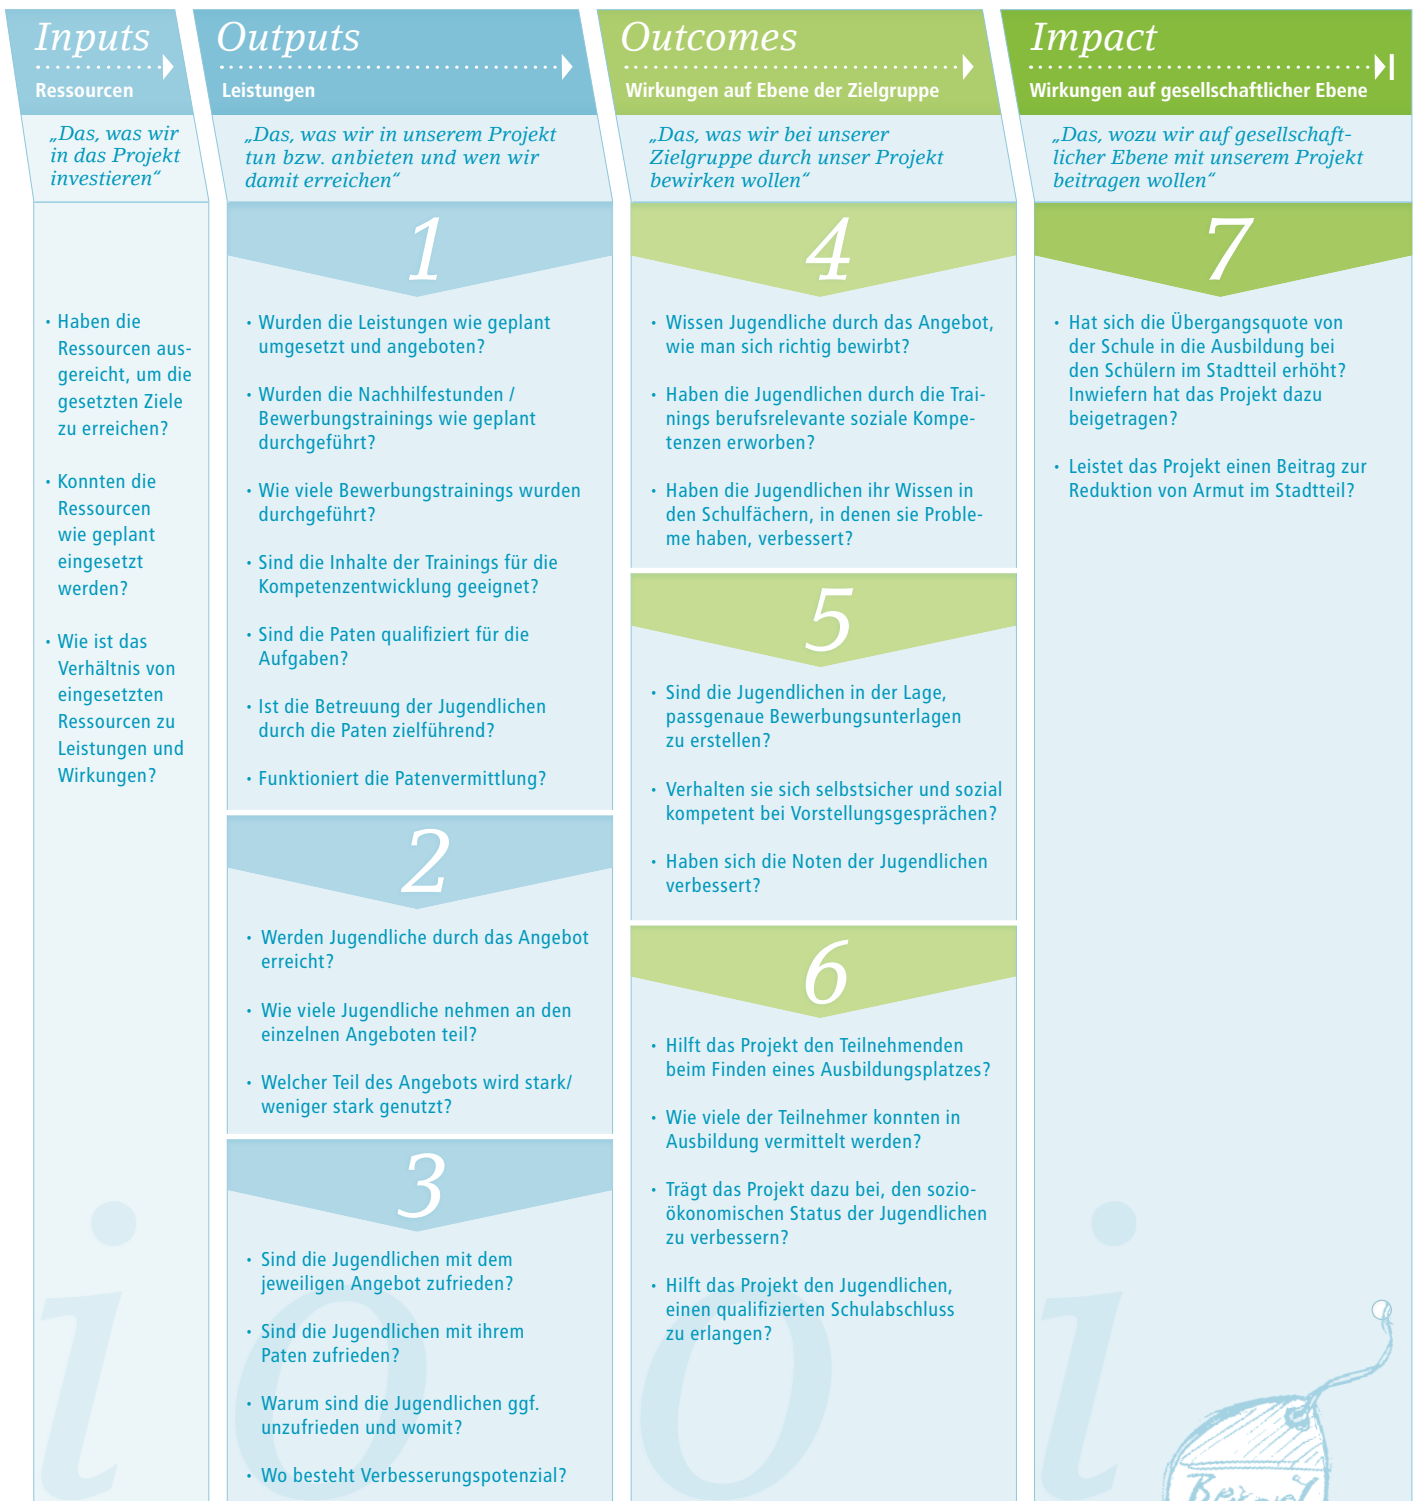 Inputs
Ressourcen
„Das, was wir
in das Projekt
investieren“
· Haben die
Ressourcen aus-
gereicht, um die
gesetzten Ziele
zu erreichen?
· Konnten die
Ressourcen
wie geplant
eingesetzt
werden?
· Wie ist das
Verhältnis von
eingesetzten
Ressourcen zu
Leistungen und
Wirkungen?
i
Outputs
Leistungen
„Das, was wir in unserem Projekt
tun bzw. anbieten und wen wir
damit erreichen“
1
· Wurden die Leistungen wie geplant
umgesetzt und angeboten?
· Wurden die Nachhilfestunden /
Bewerbungstrainings wie geplant
durchgeführt?
· Wie viele Bewerbungstrainings wurden
durchgeführt?
· Sind die Inhalte der Trainings für die
Kompetenzentwicklung geeignet?
· Sind die Paten qualifiziert für die
Aufgaben?
· Ist die Betreuung der Jugendlichen
durch die Paten zielführend?
· Funktioniert die Patenvermittlung?
2
· Werden Jugendliche durch das Angebot
erreicht?
· Wie viele Jugendliche nehmen an den
einzelnen Angeboten teil?
· Welcher Teil des Angebots wird stark/
weniger stark genutzt?
3
· Sind die Jugendlichen mit dem
jeweiligen Angebot zufrieden?
· Sind die Jugendlichen mit ihrem
Paten zufrieden?
· Warum sind die Jugendlichen ggf.
unzufrieden und womit?
· Wo besteht Verbesserungspotenzial?
o
Outcomes
Wirkungen auf Ebene der Zielgruppe
„Das, was wir bei unserer
Zielgruppe durch unser Projekt
bewirken wollen“
4
· Wissen Jugendliche durch das Angebot,
wie man sich richtig bewirbt?
· Haben die Jugendlichen durch die Trai-
nings berufsrelevante soziale Kompe-
tenzen erworben?
· Haben die Jugendlichen ihr Wissen in
den Schulfächern, in denen sie Proble-
me haben, verbessert?
5
· Sind die Jugendlichen in der Lage,
passgenaue Bewerbungsunterlagen
zu erstellen?
· Verhalten sie sich selbstsicher und sozial
kompetent bei Vorstellungsgesprächen?
· Haben sich die Noten der Jugendlichen
verbessert?
6
· Hilft das Projekt den Teilnehmenden
beim Finden eines Ausbildungsplatzes?
· Wie viele der Teilnehmer konnten in
Ausbildung vermittelt werden?
· Trägt das Projekt dazu bei, den sozio-
ökonomischen Status der Jugendlichen
zu verbessern?
· Hilft das Projekt den Jugendlichen,
einen qualifizierten Schulabschluss
zu erlangen?
o
Impact
Wirkungen auf gesellschaftlicher Ebene
„Das, wozu wir auf gesellschaft-
licher Ebene mit unserem Projekt
beitragen wollen“
7
· Hat sich die Übergangsquote von
der Schule in die Ausbildung bei
den Schülern im Stadtteil erhöht?
Inwiefern hat das Projekt dazu
beigetragen?
· Leistet das Projekt einen Beitrag zur
Reduktion von Armut im Stadtteil?
i